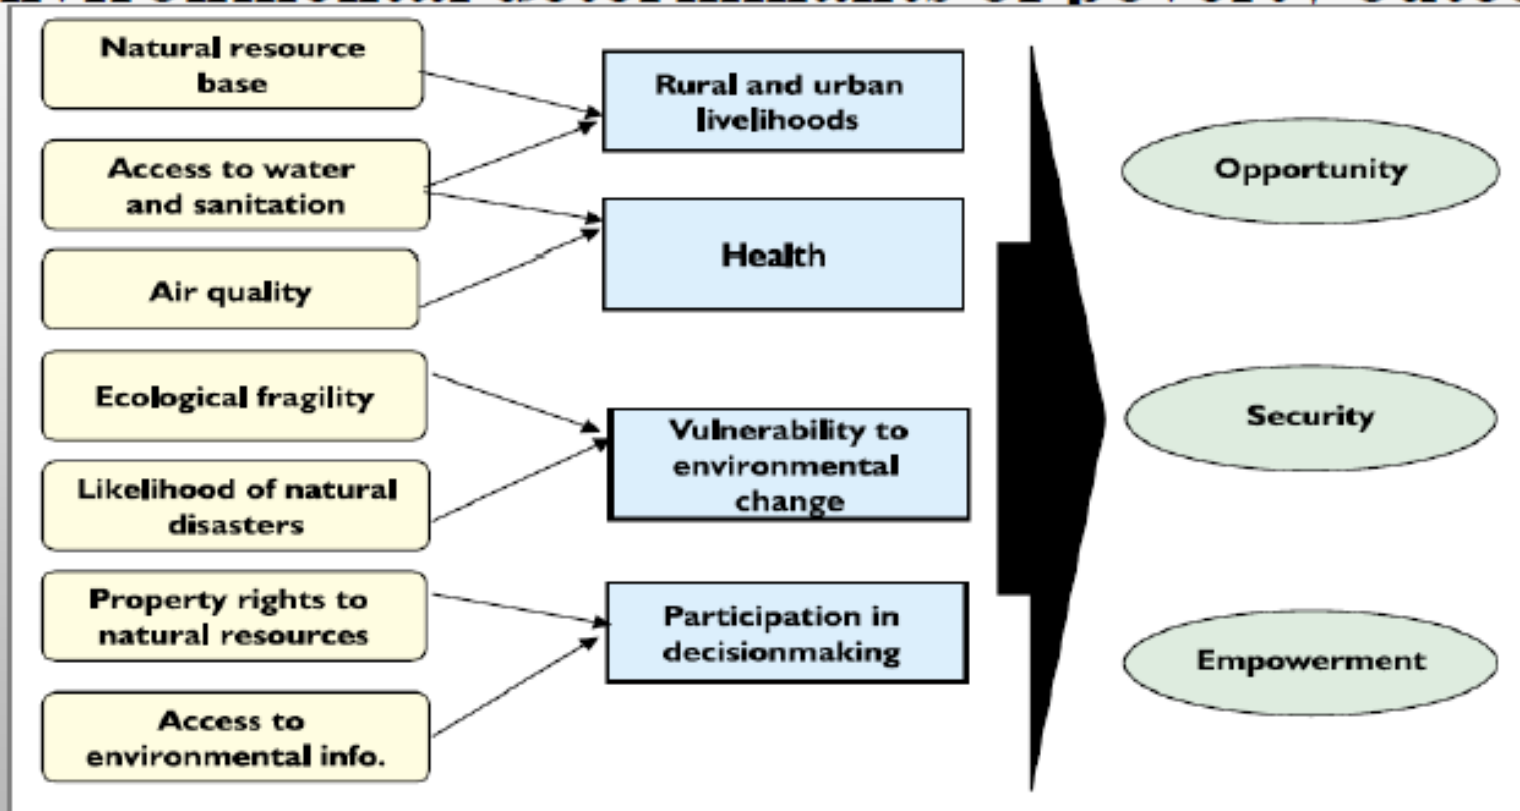 Natural resource
base
Access to water
and sanitation
Air quality
Ecological fragility
Likelihood of natural
disasters
Property rights to
natural resources
Access to
environmental info.
Rural and urban
livelihoods
Health
Vulnerability to
environmental
change
Participation in
decisionmaking
Opportunity
Security
Empowerment